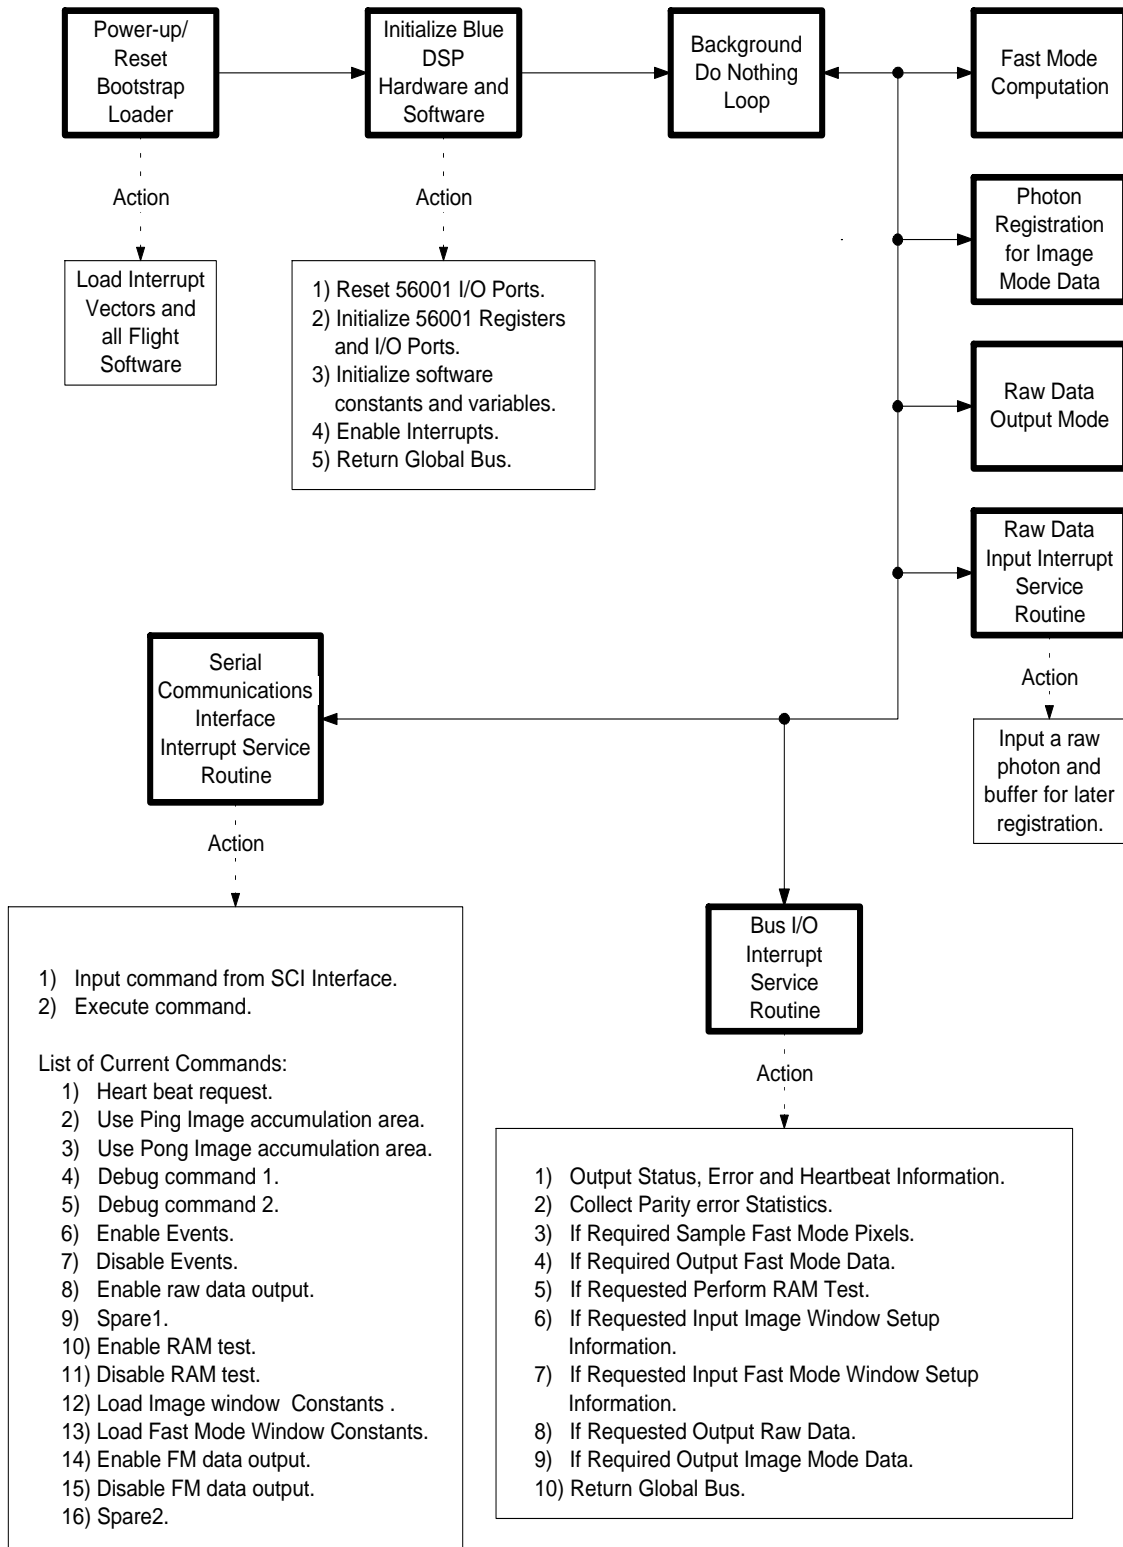 Power-up/
Reset
Bootstrap
Loader
Initialize Blue
DSP
Hardware and
Software
Background
Do Nothing
Loop
Fast Mode
Computation
Action
Action
Photon
Registration
for Image
Mode Data
Load Interrupt
Vectors and
all Flight
Software
1) Reset 56001 I/O Ports.
2) Initialize 56001 Registers
and I/O Ports.
3) Initialize software
constants and variables.
4) Enable Interrupts.
5) Return Global Bus.
Raw Data
Output Mode
Raw Data
Input Interrupt
Service
Routine
Action
Input a raw
photon and
buffer for later
registration.
Serial
Communications
Interface
Interrupt Service
Routine
Action
1) Input command from SCI Interface.
2) Execute command.
List of Current Commands:
1) Heart beat request.
2) Use Ping Image accumulation area.
3) Use Pong Image accumulation area.
4) Debug command 1.
5) Debug command 2.
6) Enable Events.
7) Disable Events.
8) Enable raw data output.
9) Spare1.
10) Enable RAM test.
11) Disable RAM test.
12) Load Image window Constants .
13) Load Fast Mode Window Constants.
14) Enable FM data output.
15) Disable FM data output.
16) Spare2.
Bus I/O
Interrupt
Service
Routine
Action
1) Output Status, Error and Heartbeat Information.
2) Collect Parity error Statistics.
3) If Required Sample Fast Mode Pixels.
4) If Required Output Fast Mode Data.
5) If Requested Perform RAM Test.
6) If Requested Input Image Window Setup
Information.
7) If Requested Input Fast Mode Window Setup
Information.
8) If Requested Output Raw Data.
9) If Required Output Image Mode Data.
10) Return Global Bus.